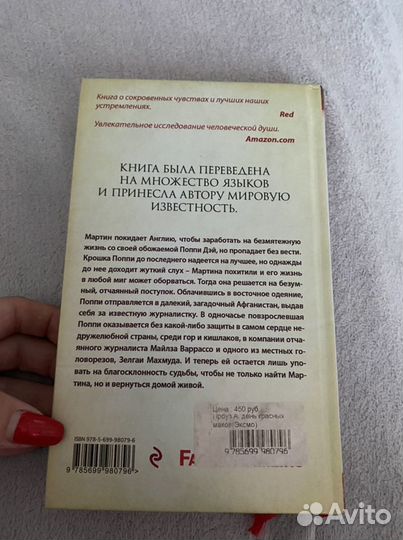 Книга о сокровенных чувствах и лучших наших
устремлениях.
Red
Увлекательное исследование человеческой души.
Amazon.com
КНИГА БЫЛА ПЕРЕВЕДЕНА
НА МНОЖЕСТВО ЯЗЫКОВ
И ПРИНЕСЛА АВТОРУ МИРОВУЮ
ИЗВЕСТНОСТЬ.
Мартин покидает Англию, чтобы заработать на безмятежную
жизнь со своей обожаемой Поппи Дэй, но пропадает без вести.
Крошка Поппи до последнего надеется на лучшее, но однажды
до нее доходит жуткий слух – Мартина похитили и его жизнь
в любой миг может оборваться. Тогда она решается на безум-
ный, отчаянный поступок. Облачившись в восточное одеяние,
Поппи отправляется в далекий, загадочный Афганистан, выдав
себя за известную журналистку. В одночасье повзрослевшая
Поппи оказывается без какой-либо защиты в самом сердце не-
дружелюбной страны, среди гор и кишлаков, в компании отча-
янного журналиста Майлза Варрассо и одного из местных го-
ловорезов, Зелгаи Махмуда. И теперь ей остается лишь упо-
вать на благосклонность судьбы, чтобы не только найти Мар-
тина, но и вернуться домой живой.
ISBN 978-5-699-98079-6
9 785699 980796 >
Цена : 450 руб.
Проуз А. день красных
маков(Эксмо)
9 785699 980796
Avito